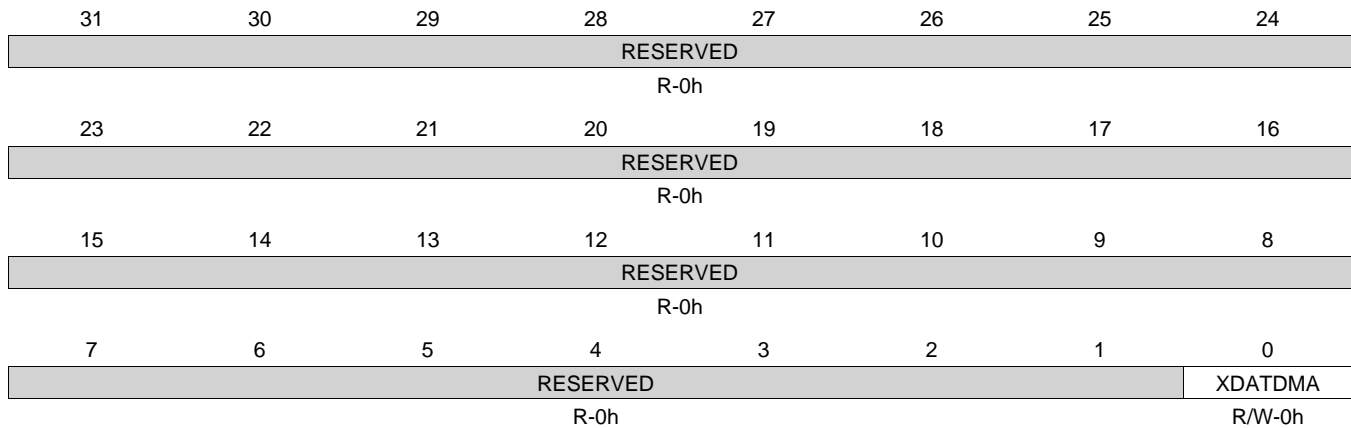 31 30 29 28 27 26 25 24
RESERVED
R-0h
23 22 21 20 19 18 17 16
RESERVED
R-0h
15 14 13 12 11 10 9 8
RESERVED
R-0h
7 6 5 4 3 2 1 0
RESERVED XDATDMA
R-0h R/W-0h